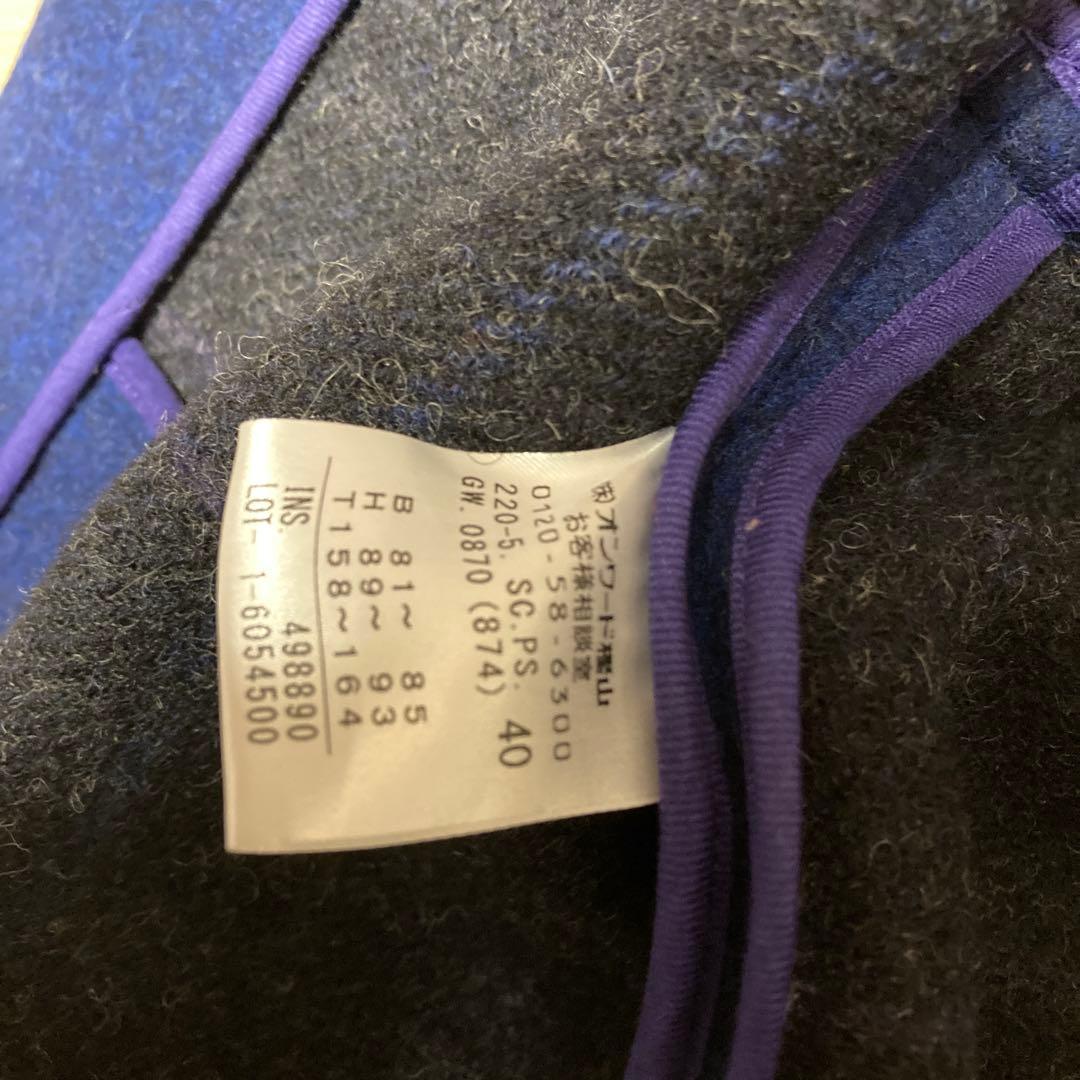 ㈱オンワード樫山
お客様相談室
0120-58-6300
220-5. SG.PS. 40
GW. 0870 (874)
B 81~ 85
H 89~ 93
T158~164
INS. 498890
LOT- 1-6054500